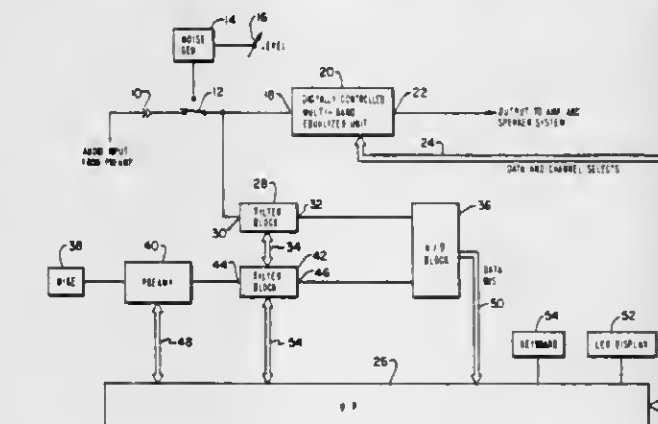 14
16
NOISE
GEN
LEVEL
20
10
12
18
DIGITALLY CONTROLLED
MULTI-BAND
EQUALIZER UNIT
22
OUTPUT TO AMP AND
SPEAKER SYSTEM
24
AUDIO INPUT
FROM PREAMP
DATA AND CHANNEL SELECTS
28
36
FILTER
BLOCK
32
30
34
A/D
BLOCK
38
40
42
MIKE
PREAMP
44
FILTER
BLOCK
46
DATA
BUS
50
54
52
KEYBOARD
LED DISPLAY
48
54
26
μP